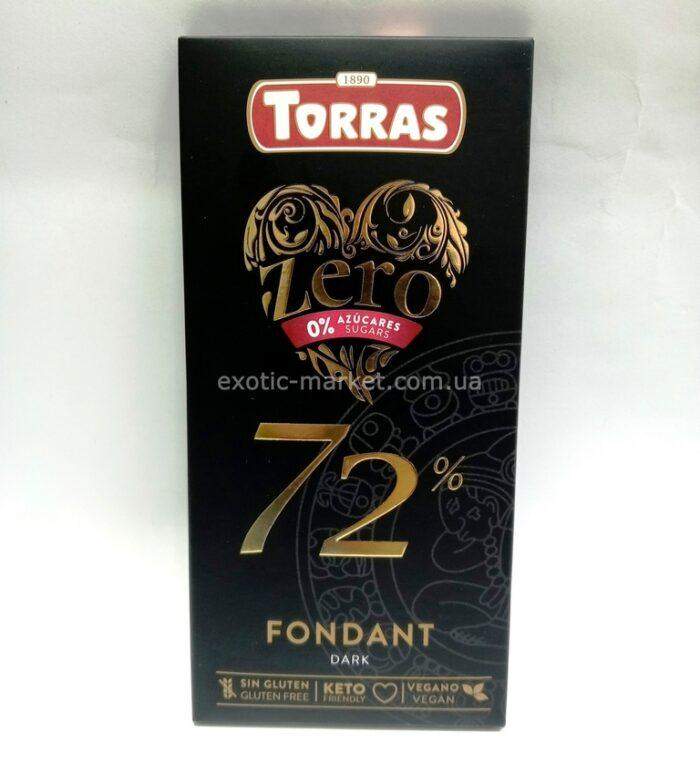 1890
TORRAS
Zero
0% AZÚCARES
SUGARS
exotic-market.com.ua
72%
FONDANT
DARK
SIN GLUTEN
GLUTEN FREE
KETO
FRIENDLY
VEGANO
VEGAN